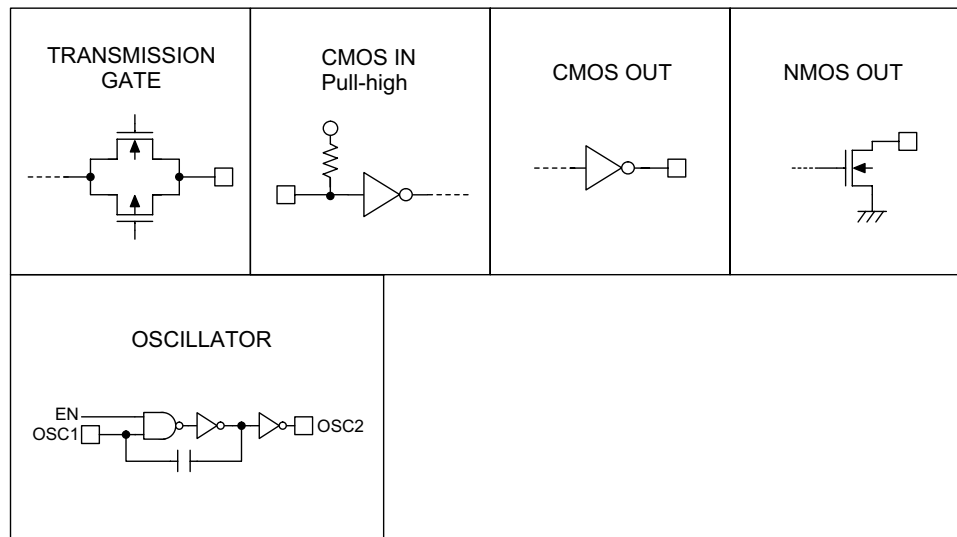 TRANSMISSION
GATE
CMOS IN
Pull-high
CMOS OUT
NMOS OUT
OSCILLATOR
EN
OSC1
OSC2